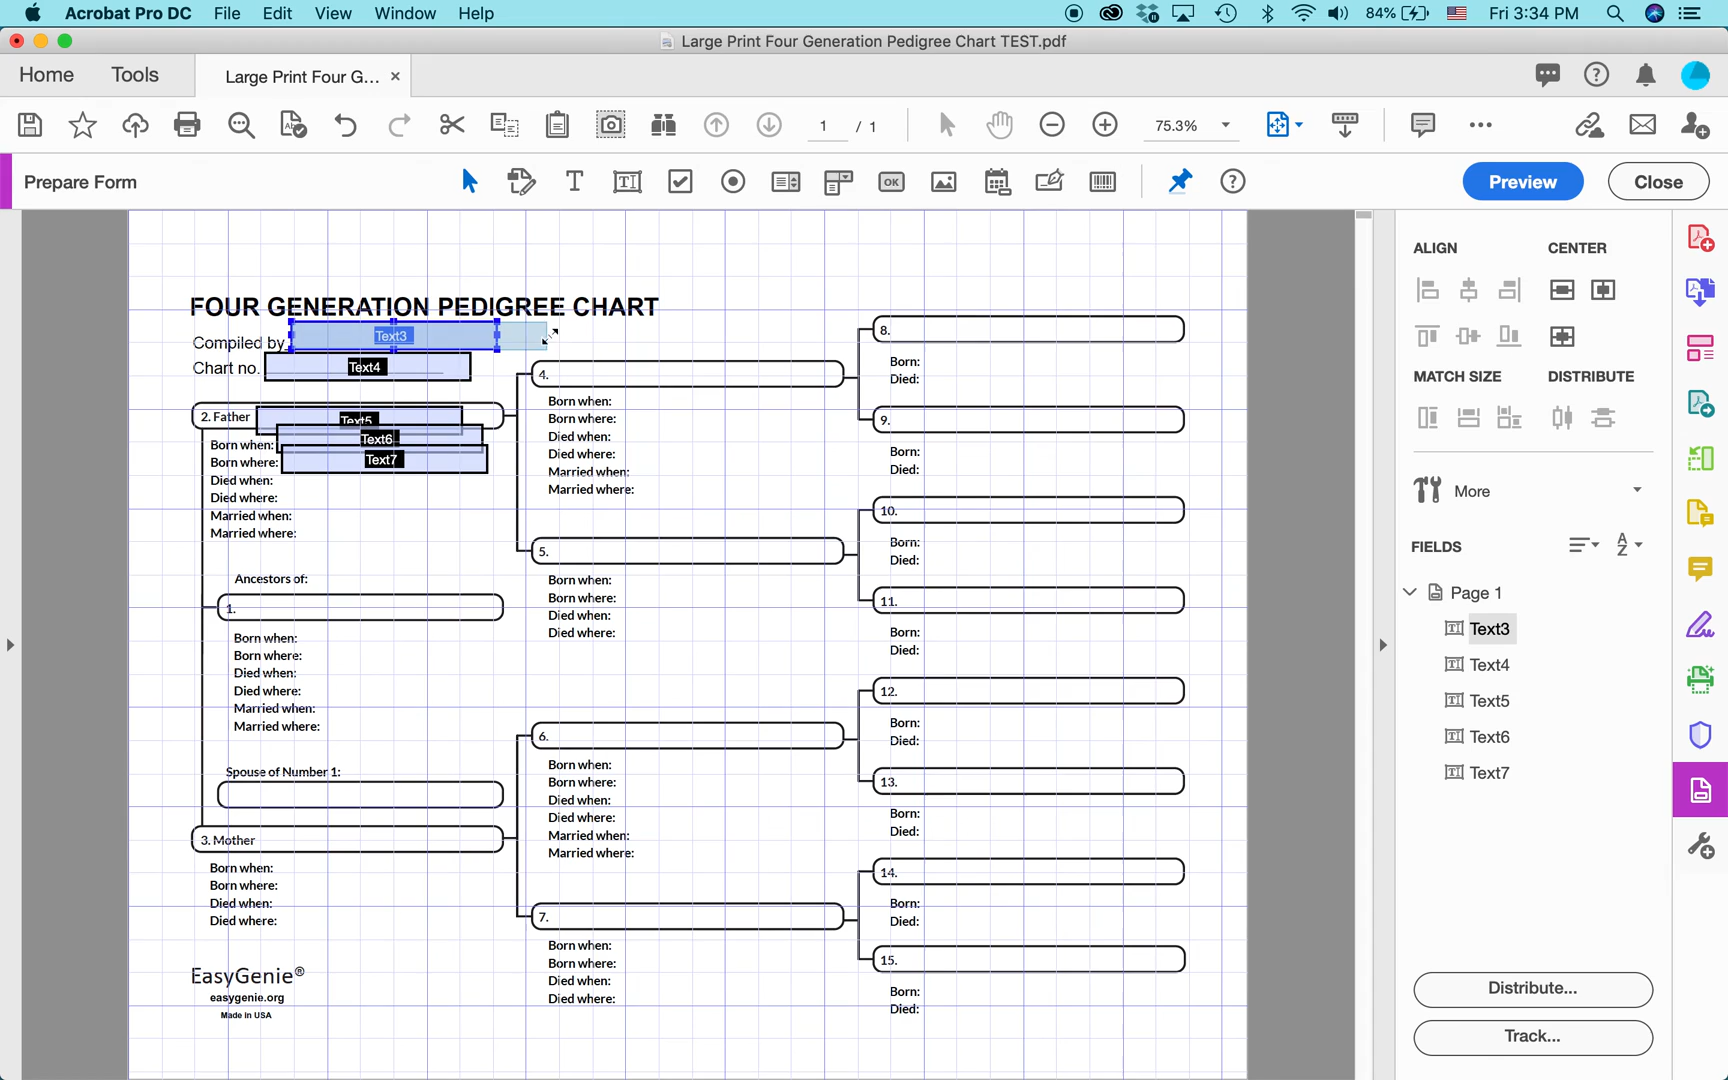 Acrobat Pro DC File Edit View Window Help 84% Fri 3:34 PM
Large Print Four Generation Pedigree Chart TEST.pdf
Home Tools Large Print Four G... ×
1 / 1 75.3%
Prepare Form OK Preview Close
FOUR GENERATION PEDIGREE CHART
Compiled by Text3
Chart no. Text4
2. Father Text5
Text6
Text7
Born when:
Born where:
Died when:
Died where:
Married when:
Married where:
Ancestors of:
1.
Born when:
Born where:
Died when:
Died where:
Married when:
Married where:
Spouse of Number 1:
3. Mother
Born when:
Born where:
Died when:
Died where:
EasyGenie®
easygenie.org
Made in USA
4.
Born when:
Born where:
Died when:
Died where:
Married when:
Married where:
5.
Born when:
Born where:
Died when:
Died where:
6.
Born when:
Born where:
Died when:
Died where:
Married when:
Married where:
7.
Born when:
Born where:
Died when:
Died where:
8.
Born:
Died:
9.
Born:
Died:
10.
Born:
Died:
11.
Born:
Died:
12.
Born:
Died:
13.
Born:
Died:
14.
Born:
Died:
15.
Born:
Died:
ALIGN CENTER
MATCH SIZE DISTRIBUTE
More
FIELDS
Page 1
Text3
Text4
Text5
Text6
Text7
Distribute...
Track...